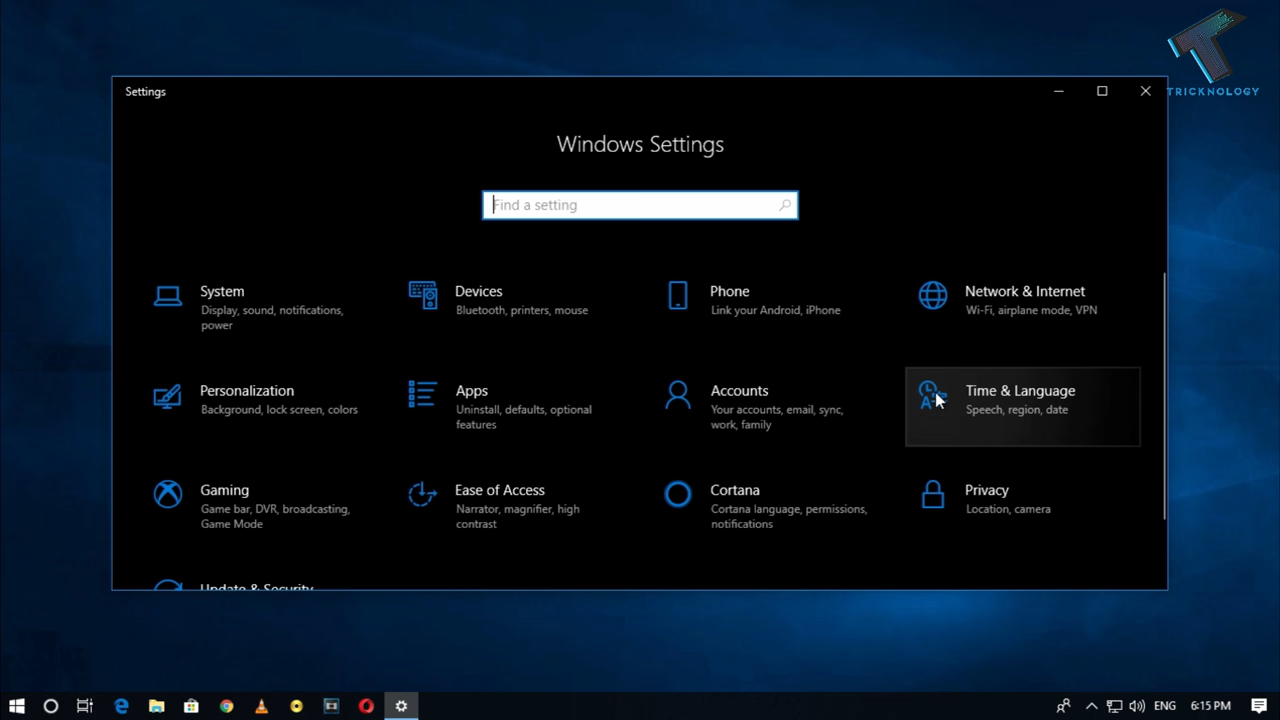 TRICKNOLOGY
Settings
Windows Settings
Find a setting
System
Display, sound, notifications,
power
Devices
Bluetooth, printers, mouse
Phone
Link your Android, iPhone
Network & Internet
Wi-Fi, airplane mode, VPN
Personalization
Background, lock screen, colors
Apps
Uninstall, defaults, optional
features
Accounts
Your accounts, email, sync,
work, family
Time & Language
Speech, region, date
Gaming
Game bar, DVR, broadcasting,
Game Mode
Ease of Access
Narrator, magnifier, high
contrast
Cortana
Cortana language, permissions,
notifications
Privacy
Location, camera
Update & Security
ENG
6:15 PM